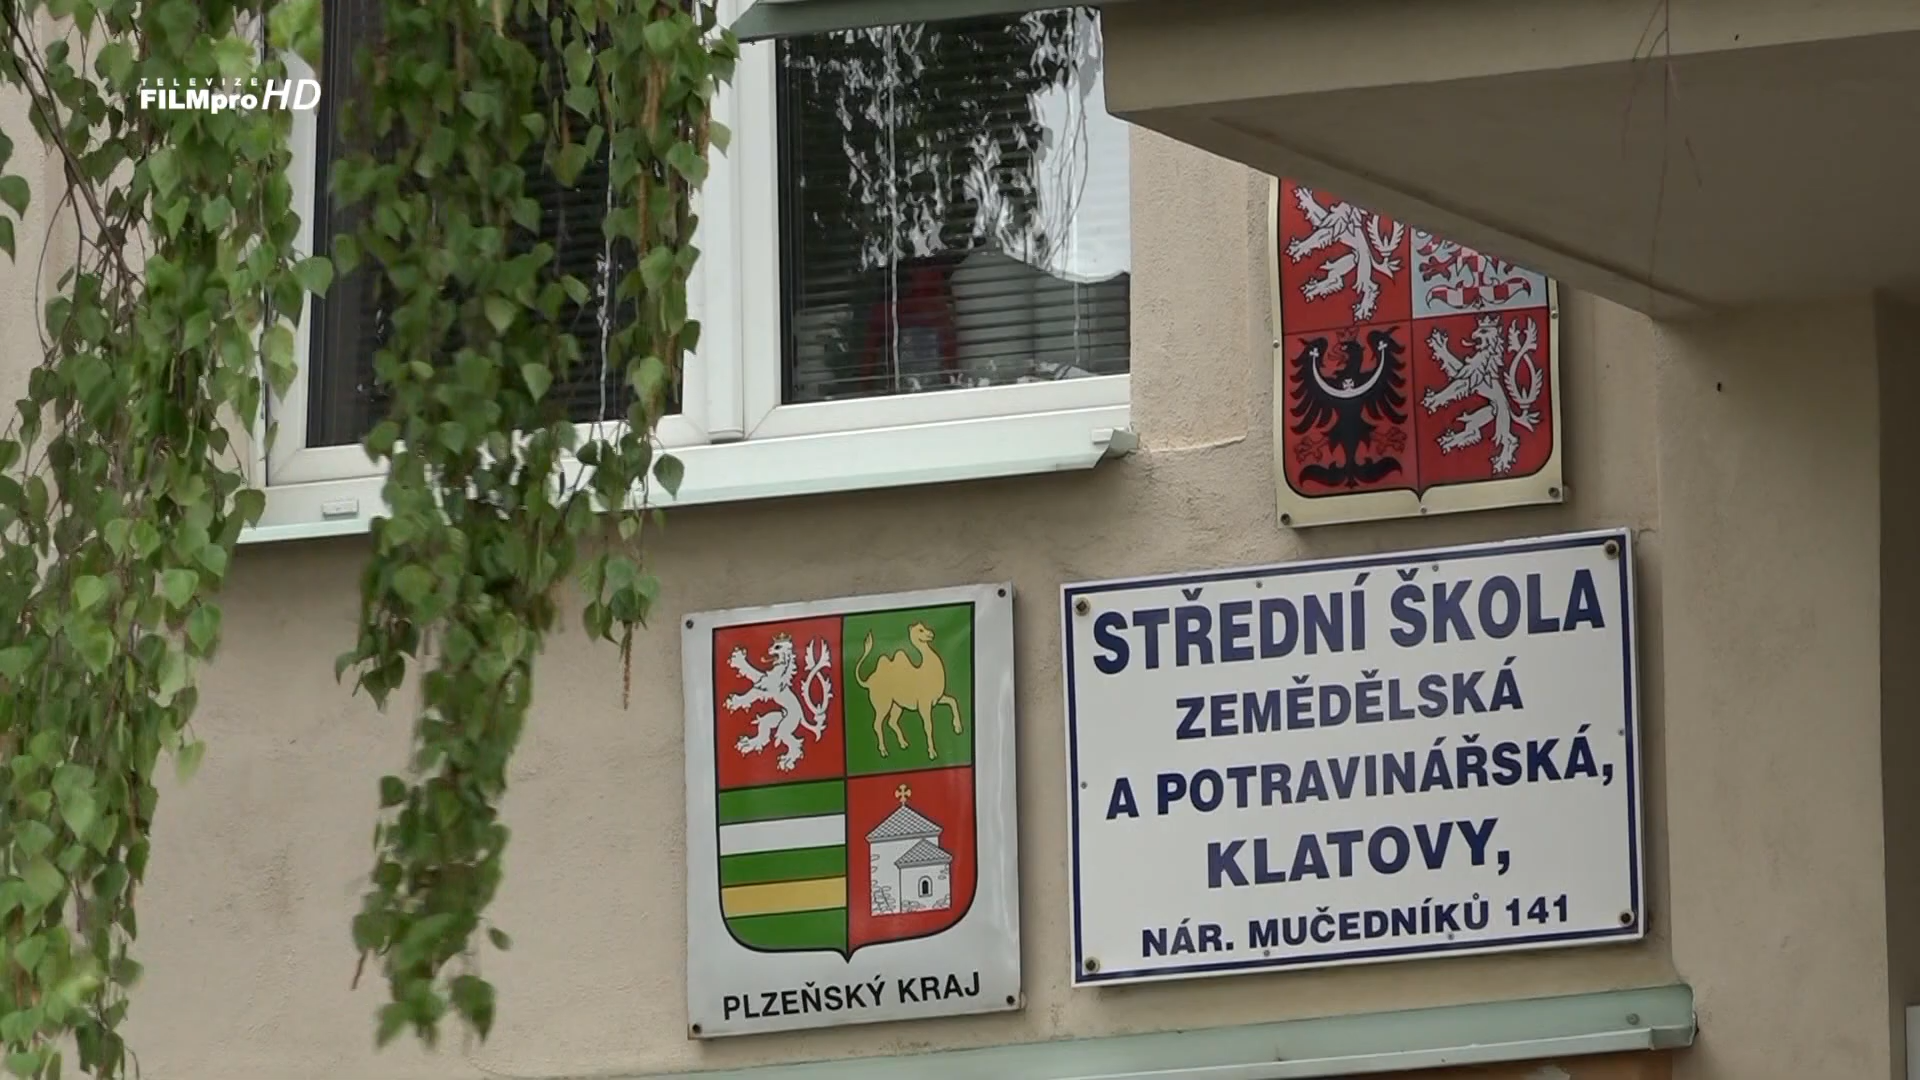 TELEVIZE
FILMpro HD
STŘEDNÍ ŠKOLA
ZEMĚDĚLSKÁ
A POTRAVINÁŘSKÁ,
KLATOVY,
NÁR. MUČEDNÍKŮ 141
PLZEŇSKÝ KRAJ